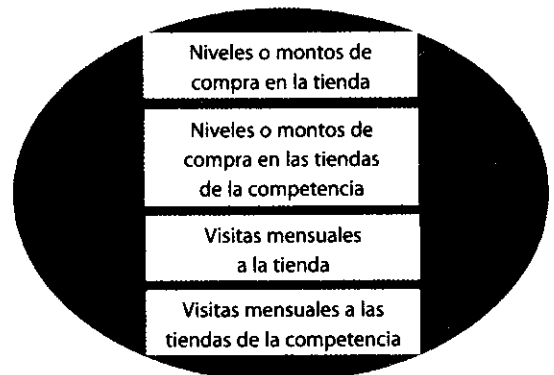 Niveles o montos de
compra en la tienda
Niveles o montos de
compra en las tiendas
de la competencia
Visitas mensuales
a la tienda
Visitas mensuales a las
tiendas de la competencia